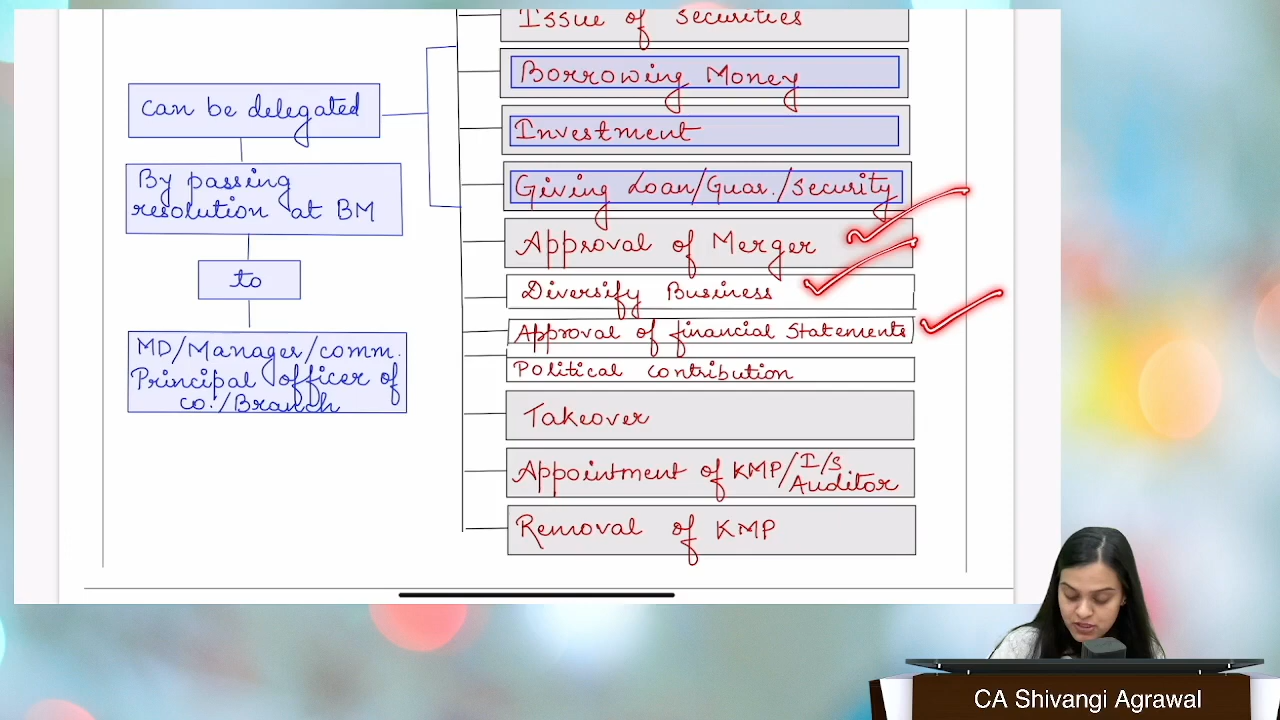 Issue of Securities
Borrowing Money
Investment
Giving Loan/Guar./Security
Approval of Merger
Diversify Business
Approval of financial Statements
Political contribution
Takeover
Appointment of KMP/I/S
Auditor
Removal of KMP
can be delegated
By passing
resolution at BM
to
MD/Manager/comm.
Principal officer of
co./Branch
CA Shivangi Agrawal